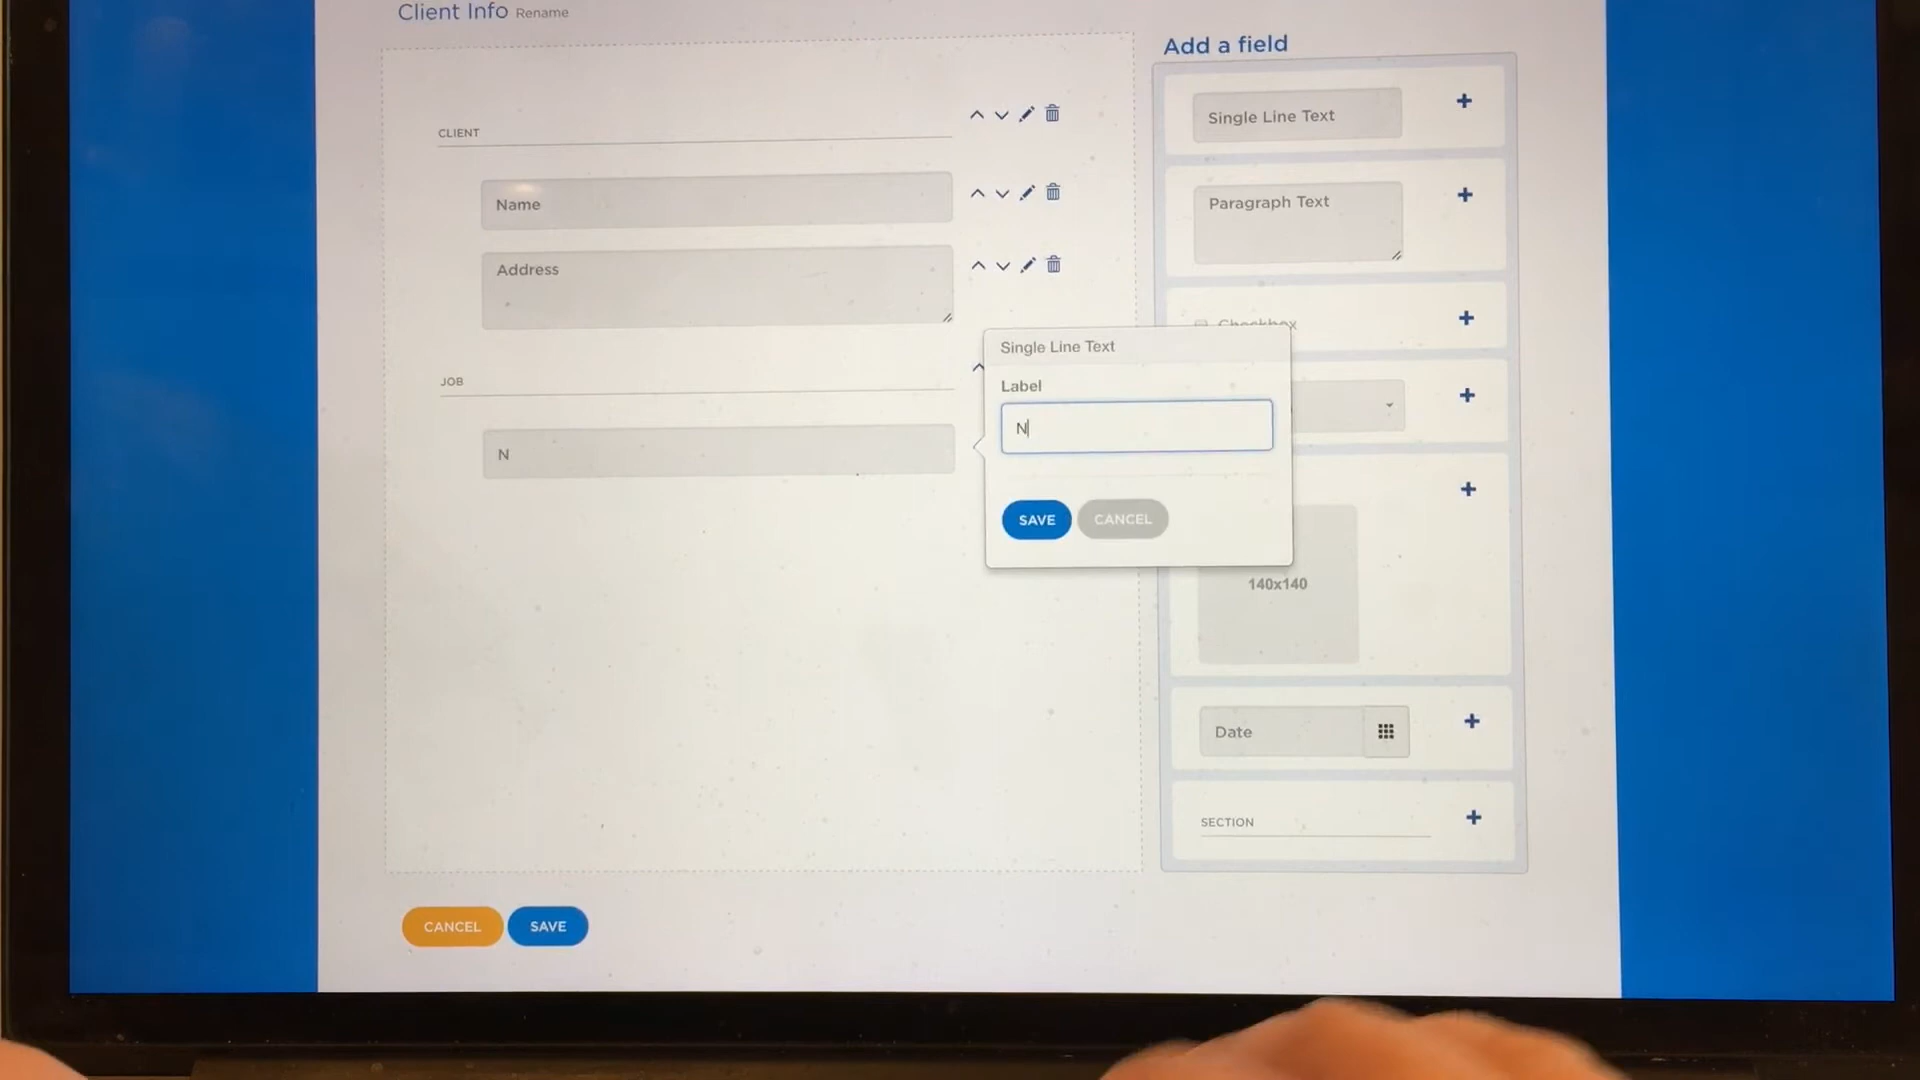 Client Info Rename
Add a field
CLIENT
Name
Address
JOB
N
Single Line Text
Paragraph Text
Checkbox
Single Line Text
Label
N
SAVE CANCEL
140x140
Date
SECTION
CANCEL SAVE